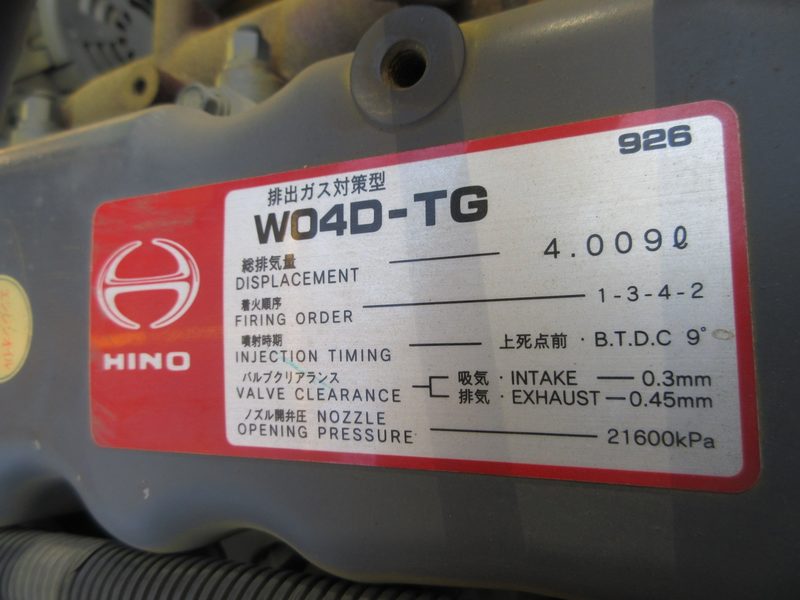 926
排出ガス対策型
W04D-TG
総排気量
DISPLACEMENT 4.009ℓ
着火順序
FIRING ORDER 1-3-4-2
噴射時期
INJECTION TIMING 上死点前・B.T.D.C 9°
バルブクリアランス 吸気・INTAKE 0.3mm
VALVE CLEARANCE 排気・EXHAUST 0.45mm
ノズル開弁圧 NOZZLE
OPENING PRESSURE 21600kPa
HINO